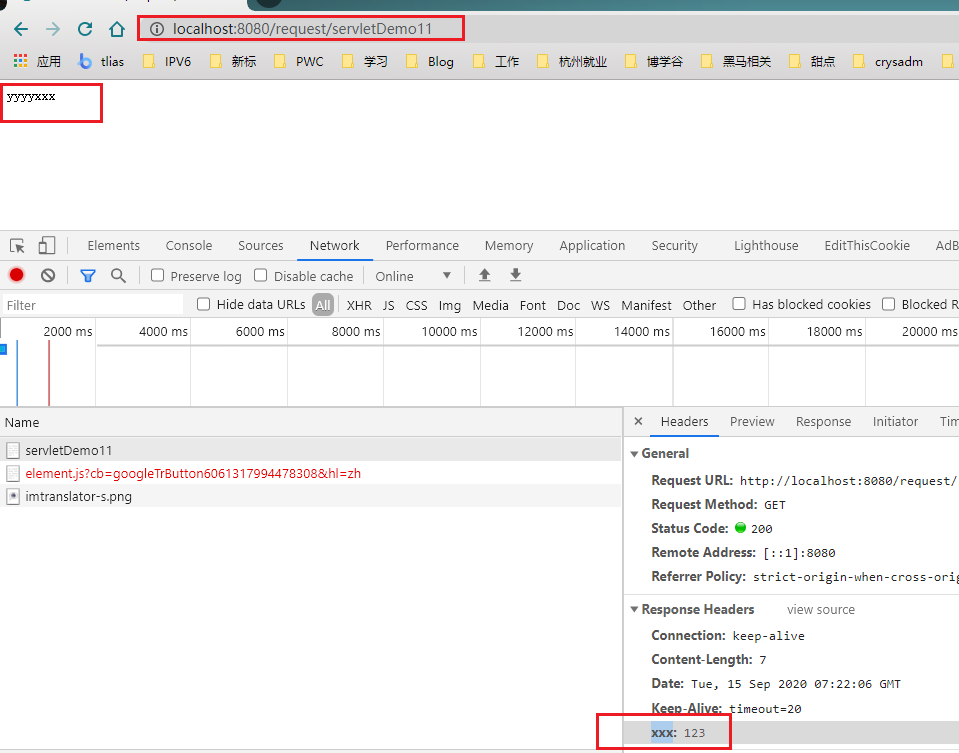 localhost:8080/request/servletDemo11
应用 tlias IPV6 新标 PWC 学习 Blog 工作 杭州就业 博学谷 黑马相关 甜点 crysadm
yyyyxxx
Elements Console Sources Network Performance Memory Application Security Lighthouse EditThisCookie AdB
Preserve log Disable cache Online
Filter Hide data URLs All XHR JS CSS Img Media Font Doc WS Manifest Other Has blocked cookies Blocked R
2000 ms 4000 ms 6000 ms 8000 ms 10000 ms 12000 ms 14000 ms 16000 ms 18000 ms 20000 ms
Name
servletDemo11
element.js?cb=googleTrButton6061317994478308&hl=zh
imtranslator-s.png
Headers Preview Response Initiator Tim
General
Request URL: http://localhost:8080/request/
Request Method: GET
Status Code: 200
Remote Address: [::1]:8080
Referrer Policy: strict-origin-when-cross-orig
Response Headers view source
Connection: keep-alive
Content-Length: 7
Date: Tue, 15 Sep 2020 07:22:06 GMT
Keep-Alive: timeout=20
xxx: 123